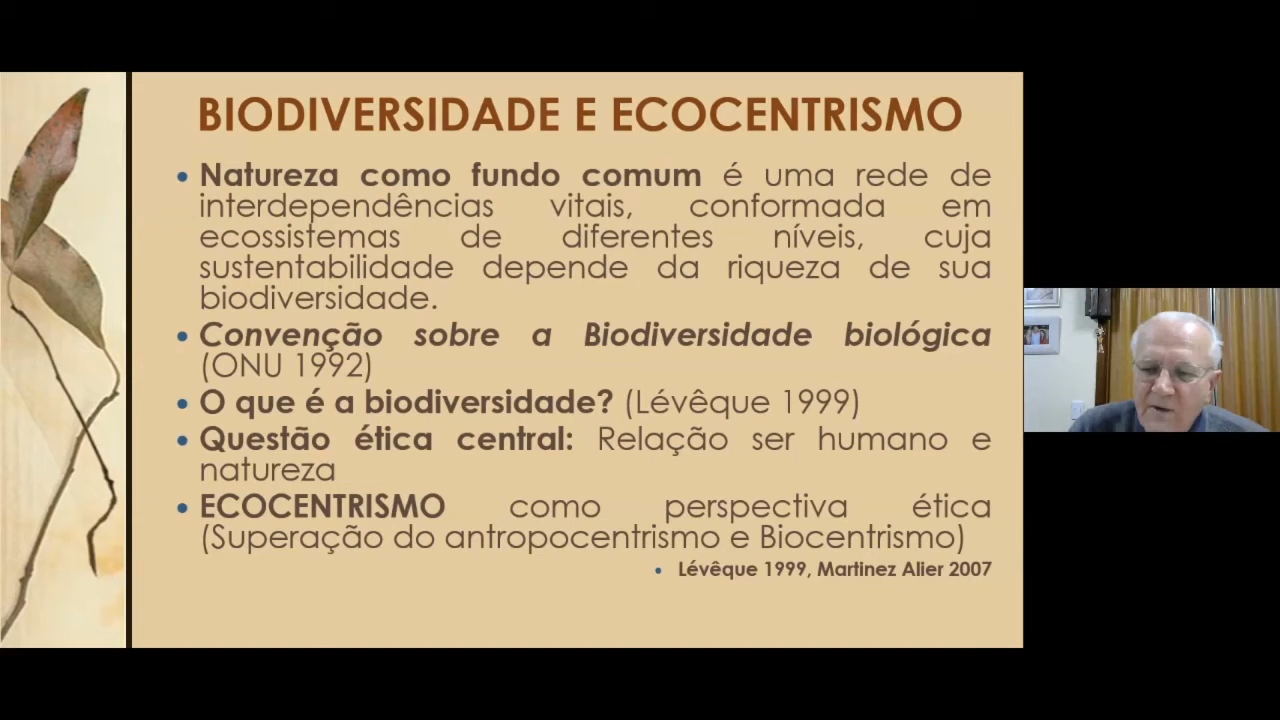 BIODIVERSIDADE E ECOCENTRISMO
• Natureza como fundo comum é uma rede de
interdependências vitais, conformada em
ecossistemas de diferentes níveis, cuja
sustentabilidade depende da riqueza de sua
biodiversidade.
• Convenção sobre a Biodiversidade biológica
(ONU 1992)
• O que é a biodiversidade? (Lévêque 1999)
• Questão ética central: Relação ser humano e
natureza
• ECOCENTRISMO como perspectiva ética
(Superação do antropocentrismo e Biocentrismo)
• Lévêque 1999, Martinez Alier 2007